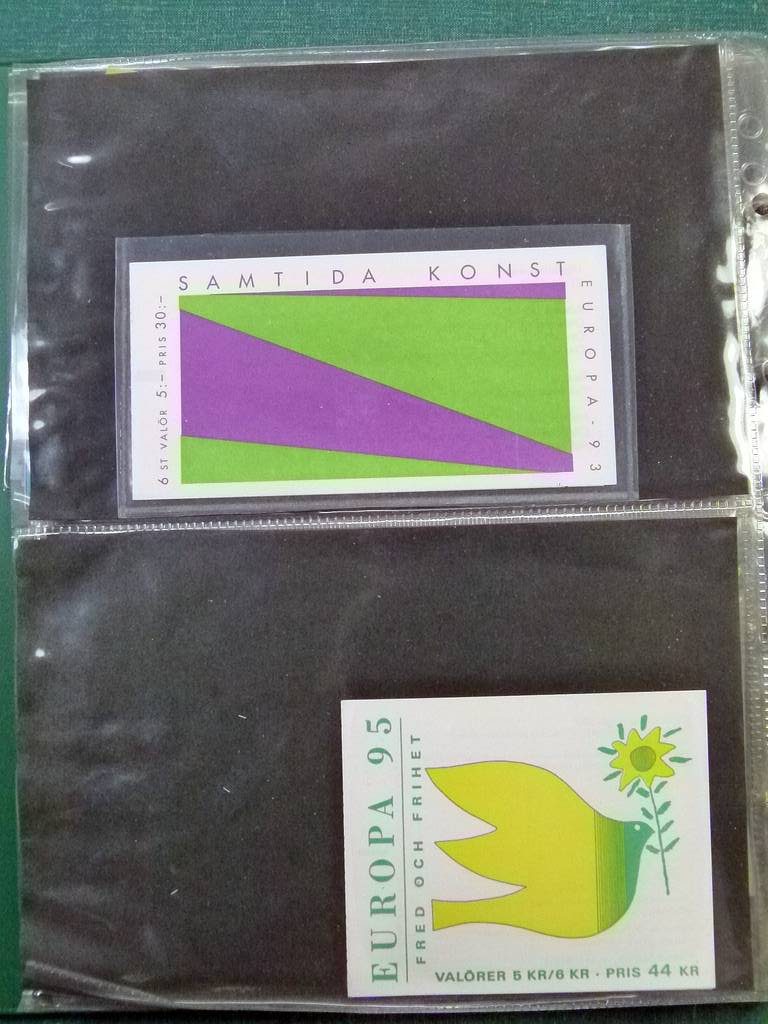 SAMTIDA KONST
EUROPA-93
6 ST VALÖR 5:– PRIS 30:–
EUROPA 95
FRED OCH FRIHET
VALÖRER 5 KR/6 KR · PRIS 44 KR